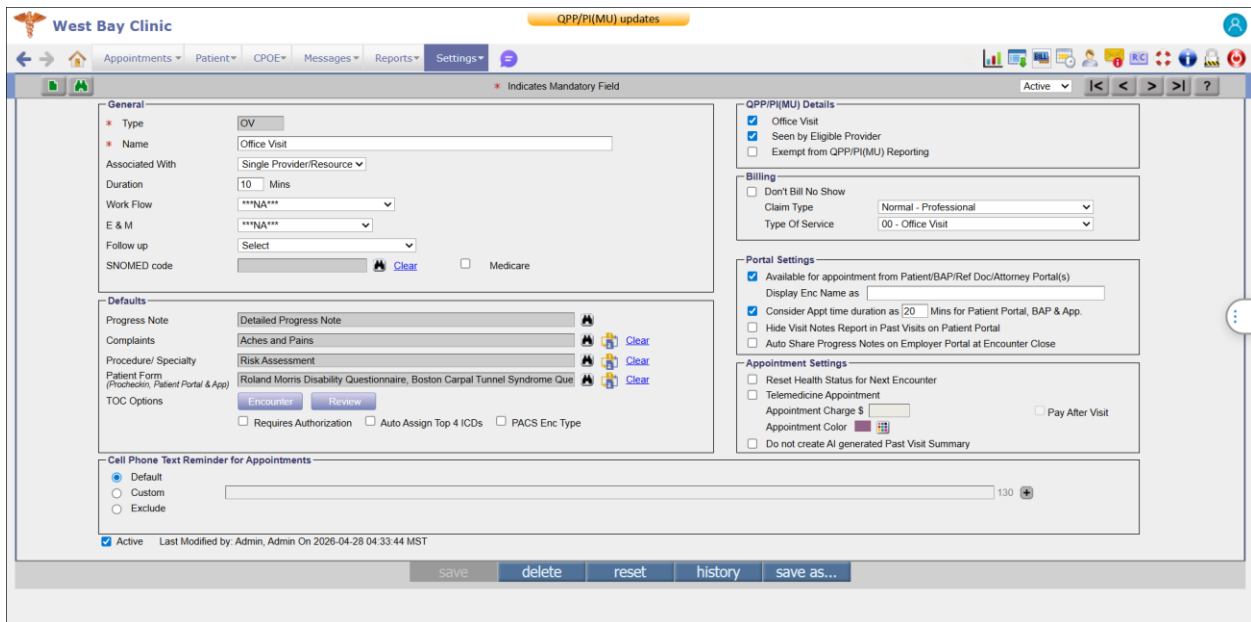 QPP/PI(MU) updates
West Bay Clinic
Appointments Patient CPOE Messages Reports Settings
BILL R C
* Indicates Mandatory Field
Active |< < > >| ?
General
* Type OV
* Name Office Visit
Associated With Single Provider/Resource
Duration 10 Mins
Work Flow ***NA***
E & M ***NA***
Follow up Select
SNOMED code Clear Medicare
Defaults
Progress Note Detailed Progress Note
Complaints Aches and Pains Clear
Procedure/ Specialty Risk Assessment Clear
Patient Form
(Procheckin, Patient Portal & App) Roland Morris Disability Questionnaire, Boston Carpal Tunnel Syndrome Que Clear
TOC Options Encounter Review
Requires Authorization Auto Assign Top 4 ICDs PACS Enc Type
QPP/PI(MU) Details
Office Visit
Seen by Eligible Provider
Exempt from QPP/PI(MU) Reporting
Billing
Don't Bill No Show
Claim Type Normal - Professional
Type Of Service 00 - Office Visit
Portal Settings
Available for appointment from Patient/BAP/Ref Doc/Attorney Portal(s)
Display Enc Name as
Consider Appt time duration as 20 Mins for Patient Portal, BAP & App.
Hide Visit Notes Report in Past Visits on Patient Portal
Auto Share Progress Notes on Employer Portal at Encounter Close
Appointment Settings
Reset Health Status for Next Encounter
Telemedicine Appointment
Appointment Charge $ Pay After Visit
Appointment Color
Do not create AI generated Past Visit Summary
Cell Phone Text Reminder for Appointments
Default
Custom 130
Exclude
Active Last Modified by: Admin, Admin On 2026-04-28 04:33:44 MST
save delete reset history save as...